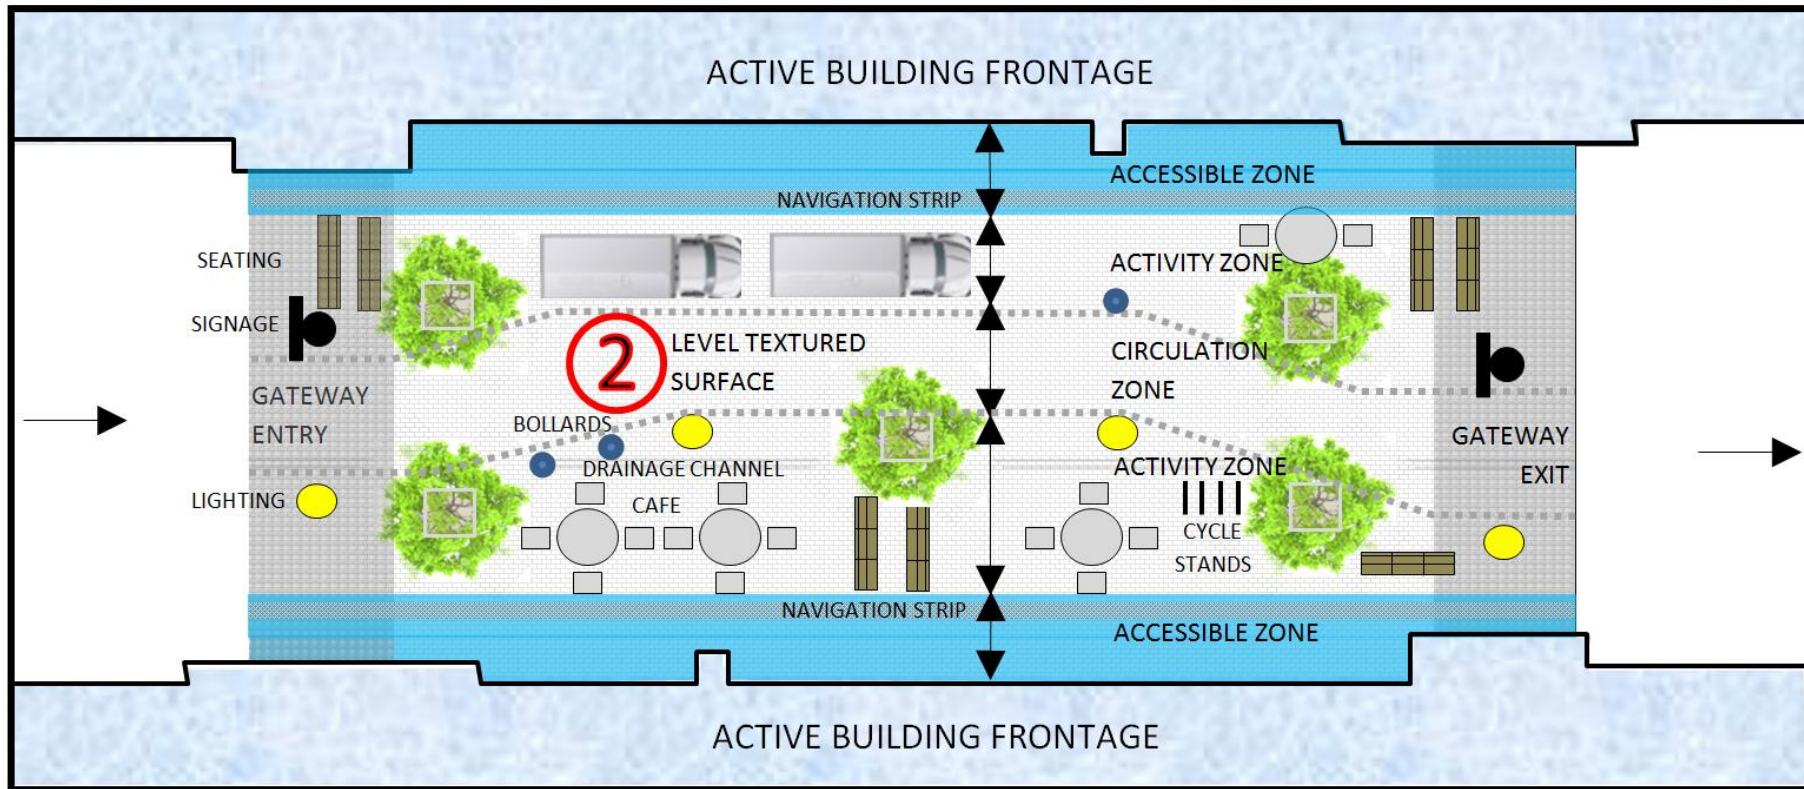 ACTIVE BUILDING FRONTAGE
ACCESSIBLE ZONE
NAVIGATION STRIP
SEATING
ACTIVITY ZONE
SIGNAGE
2
LEVEL TEXTURED
SURFACE
CIRCULATION
ZONE
GATEWAY
ENTRY
BOLLARDS
GATEWAY
EXIT
DRAINAGE CHANNEL
ACTIVITY ZONE
LIGHTING
CAFE
CYCLE
STANDS
NAVIGATION STRIP
ACCESSIBLE ZONE
ACTIVE BUILDING FRONTAGE